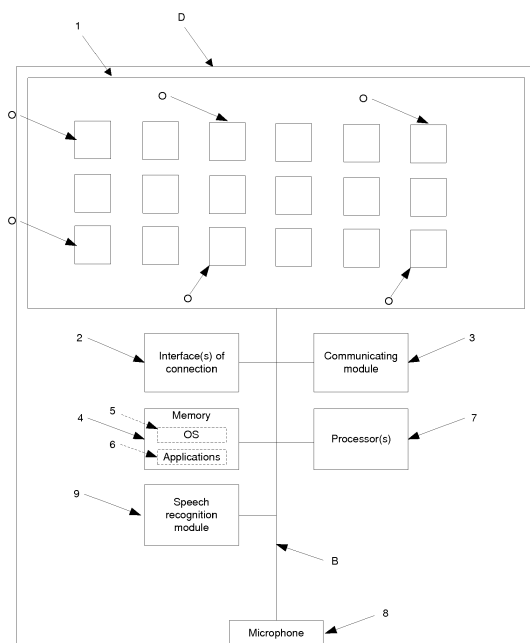 D
1
O
O
O
O
O
O
2
Interface(s) of
connection
Communicating
module
3
5
4
6
Memory
OS
Applications
Processor(s)
7
9
Speech
recognition
module
B
8
Microphone